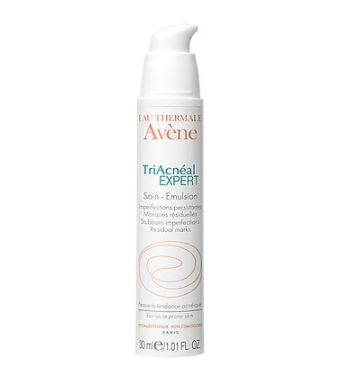 EAU THERMALE
Avène
TriAcnéal
EXPERT
Soin - Emulsion
Imperfections persistantes
Marques résiduelles
Stubborn imperfections
Residual marks
Peaux à tendance acnéique
For acne-prone skin
PARIS
30 mle/1.01 FL. OZ.